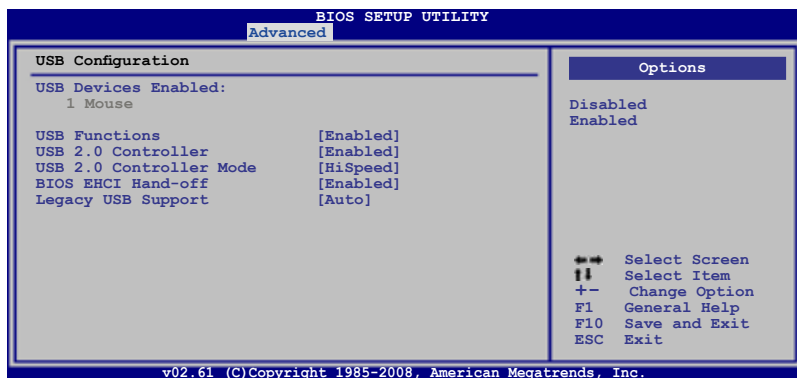 BIOS SETUP UTILITY
Advanced
USB Configuration
USB Devices Enabled:
1 Mouse
USB Functions [Enabled]
USB 2.0 Controller [Enabled]
USB 2.0 Controller Mode [HiSpeed]
BIOS EHCI Hand-off [Enabled]
Legacy USB Support [Auto]
Options
Disabled
Enabled
←→ Select Screen
↑↓ Select Item
+- Change Option
F1 General Help
F10 Save and Exit
ESC Exit
v02.61 (C)Copyright 1985-2008, American Megatrends, Inc.